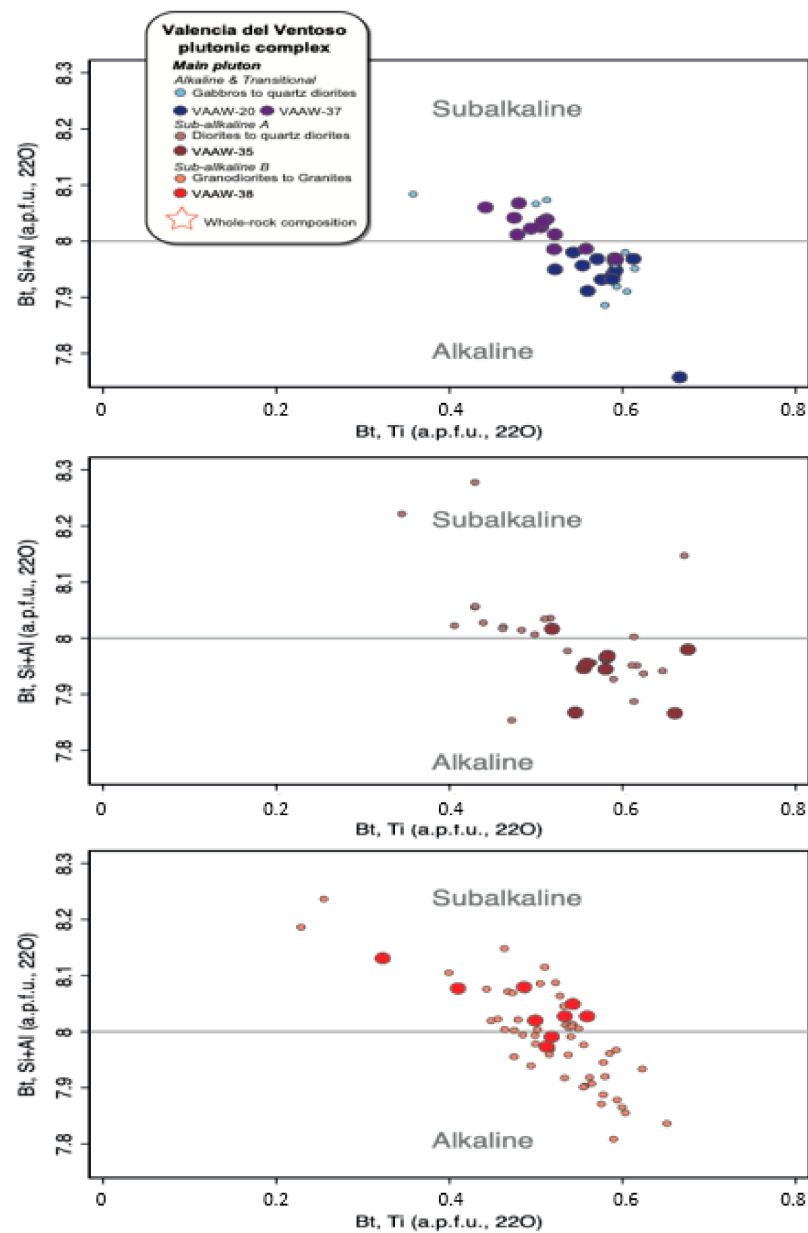 Valencia del Ventoso
plutonic complex
Main pluton
Alkaline & Transitional
Gabbros to quartz diorites
VAAW-20 VAAW-37
Sub-allkaline A
Diorites to quartz diorites
VAAW-35
Sub-allkaline B
Granodiorites to Granites
VAAW-38
Whole-rock composition
Bt, Si+Al (a.p.f.u., 22O)
8.3
8.2
8.1
8
7.9
7.8
Subalkaline
Alkaline
0 0.2 0.4 0.6 0.8
Bt, Ti (a.p.f.u., 22O)
Bt, Si+Al (a.p.f.u., 22O)
8.3
8.2
8.1
8
7.9
7.8
Subalkaline
Alkaline
0 0.2 0.4 0.6 0.8
Bt, Ti (a.p.f.u., 22O)
Bt, Si+Al (a.p.f.u., 22O)
8.3
8.2
8.1
8
7.9
7.8
Subalkaline
Alkaline
0 0.2 0.4 0.6 0.8
Bt, Ti (a.p.f.u., 22O)